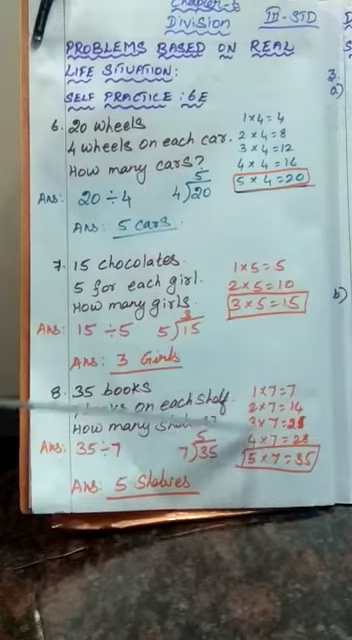 Chapter-6
Division III-STD
PROBLEMS BASED ON REAL
LIFE SITUATION:
SELF PRACTICE: 6E
6. 20 wheels
4 wheels on each car.
How many cars?
1 x 4 = 4
2 x 4 = 8
3 x 4 = 12
4 x 4 = 16
5 x 4 = 20
Ans: 20 ÷ 4
5
4)20
Ans: 5 cars
7. 15 chocolates.
5 for each girl.
How many girls.
1 x 5 = 5
2 x 5 = 10
3 x 5 = 15
Ans: 15 ÷ 5
3
5)15
Ans: 3 Girls
8. 35 books
on each shelf.
How many
1 x 7 = 7
2 x 7 = 14
3 x 7 = 21
4 x 7 = 28
5 x 7 = 35
Ans: 35 ÷ 7
5
7)35
Ans: 5 Shelves
3.
a)
b)